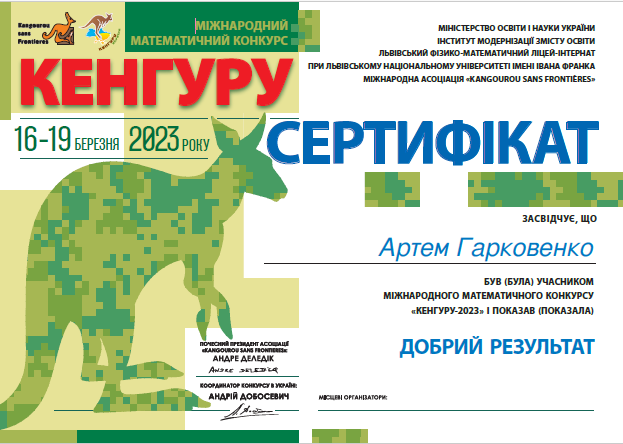 Kangourou
sans
Frontières
МІЖНАРОДНИЙ
МАТЕМАТИЧНИЙ КОНКУРС
КЕНГУРУ
16-19 БЕРЕЗНЯ 2023 РОКУ
МІНІСТЕРСТВО ОСВІТИ І НАУКИ УКРАЇНИ
ІНСТИТУТ МОДЕРНІЗАЦІЇ ЗМІСТУ ОСВІТИ
ЛЬВІВСЬКИЙ ФІЗИКО-МАТЕМАТИЧНИЙ ЛІЦЕЙ-ІНТЕРНАТ
ПРИ ЛЬВІВСЬКОМУ НАЦІОНАЛЬНОМУ УНІВЕРСИТЕТІ ІМЕНІ ІВАНА ФРАНКА
МІЖНАРОДНА АСОЦІАЦІЯ «KANGOUROU SANS FRONTIÈRES»
СЕРТИФІКАТ
ЗАСВІДЧУЄ, ЩО
Артем Гарковенко
БУВ (БУЛА) УЧАСНИКОМ
МІЖНАРОДНОГО МАТЕМАТИЧНОГО КОНКУРСУ
«КЕНГУРУ-2023» І ПОКАЗАВ (ПОКАЗАЛА)
ДОБРИЙ РЕЗУЛЬТАТ
ПОЧЕСНИЙ ПРЕЗИДЕНТ АСОЦІАЦІЇ
«KANGOUROU SANS FRONTIERES»:
АНДРЕ ДЕЛЕДІК
ANDRE DELEDICQ
КООРДИНАТОР КОНКУРСУ В УКРАЇНІ:
АНДРІЙ ДОБОСЕВИЧ
МІСЦЕВІ ОРГАНІЗАТОРИ: